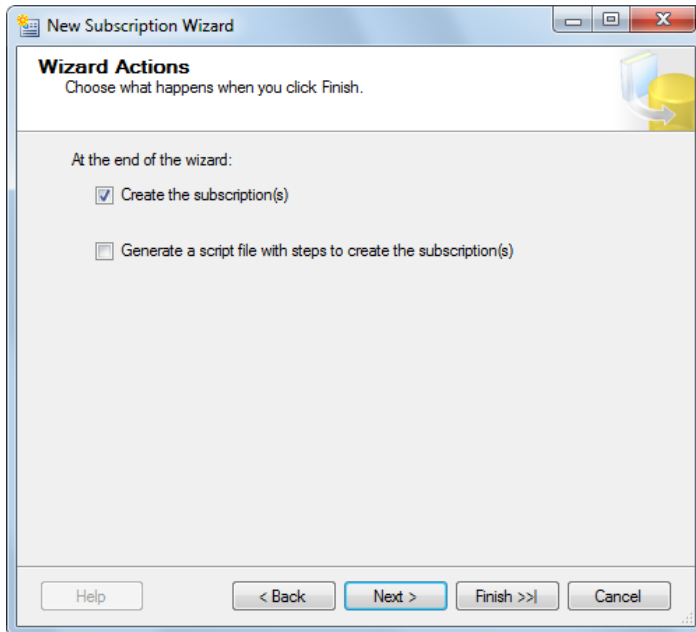 New Subscription Wizard
Wizard Actions
Choose what happens when you click Finish.
At the end of the wizard:
Create the subscription(s)
Generate a script file with steps to create the subscription(s)
Help
< Back
Next >
Finish >>|
Cancel